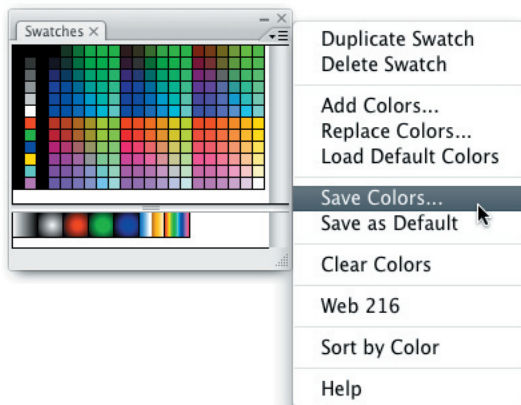 Swatches
Duplicate Swatch
Delete Swatch
Add Colors...
Replace Colors...
Load Default Colors
Save Colors...
Save as Default
Clear Colors
Web 216
Sort by Color
Help